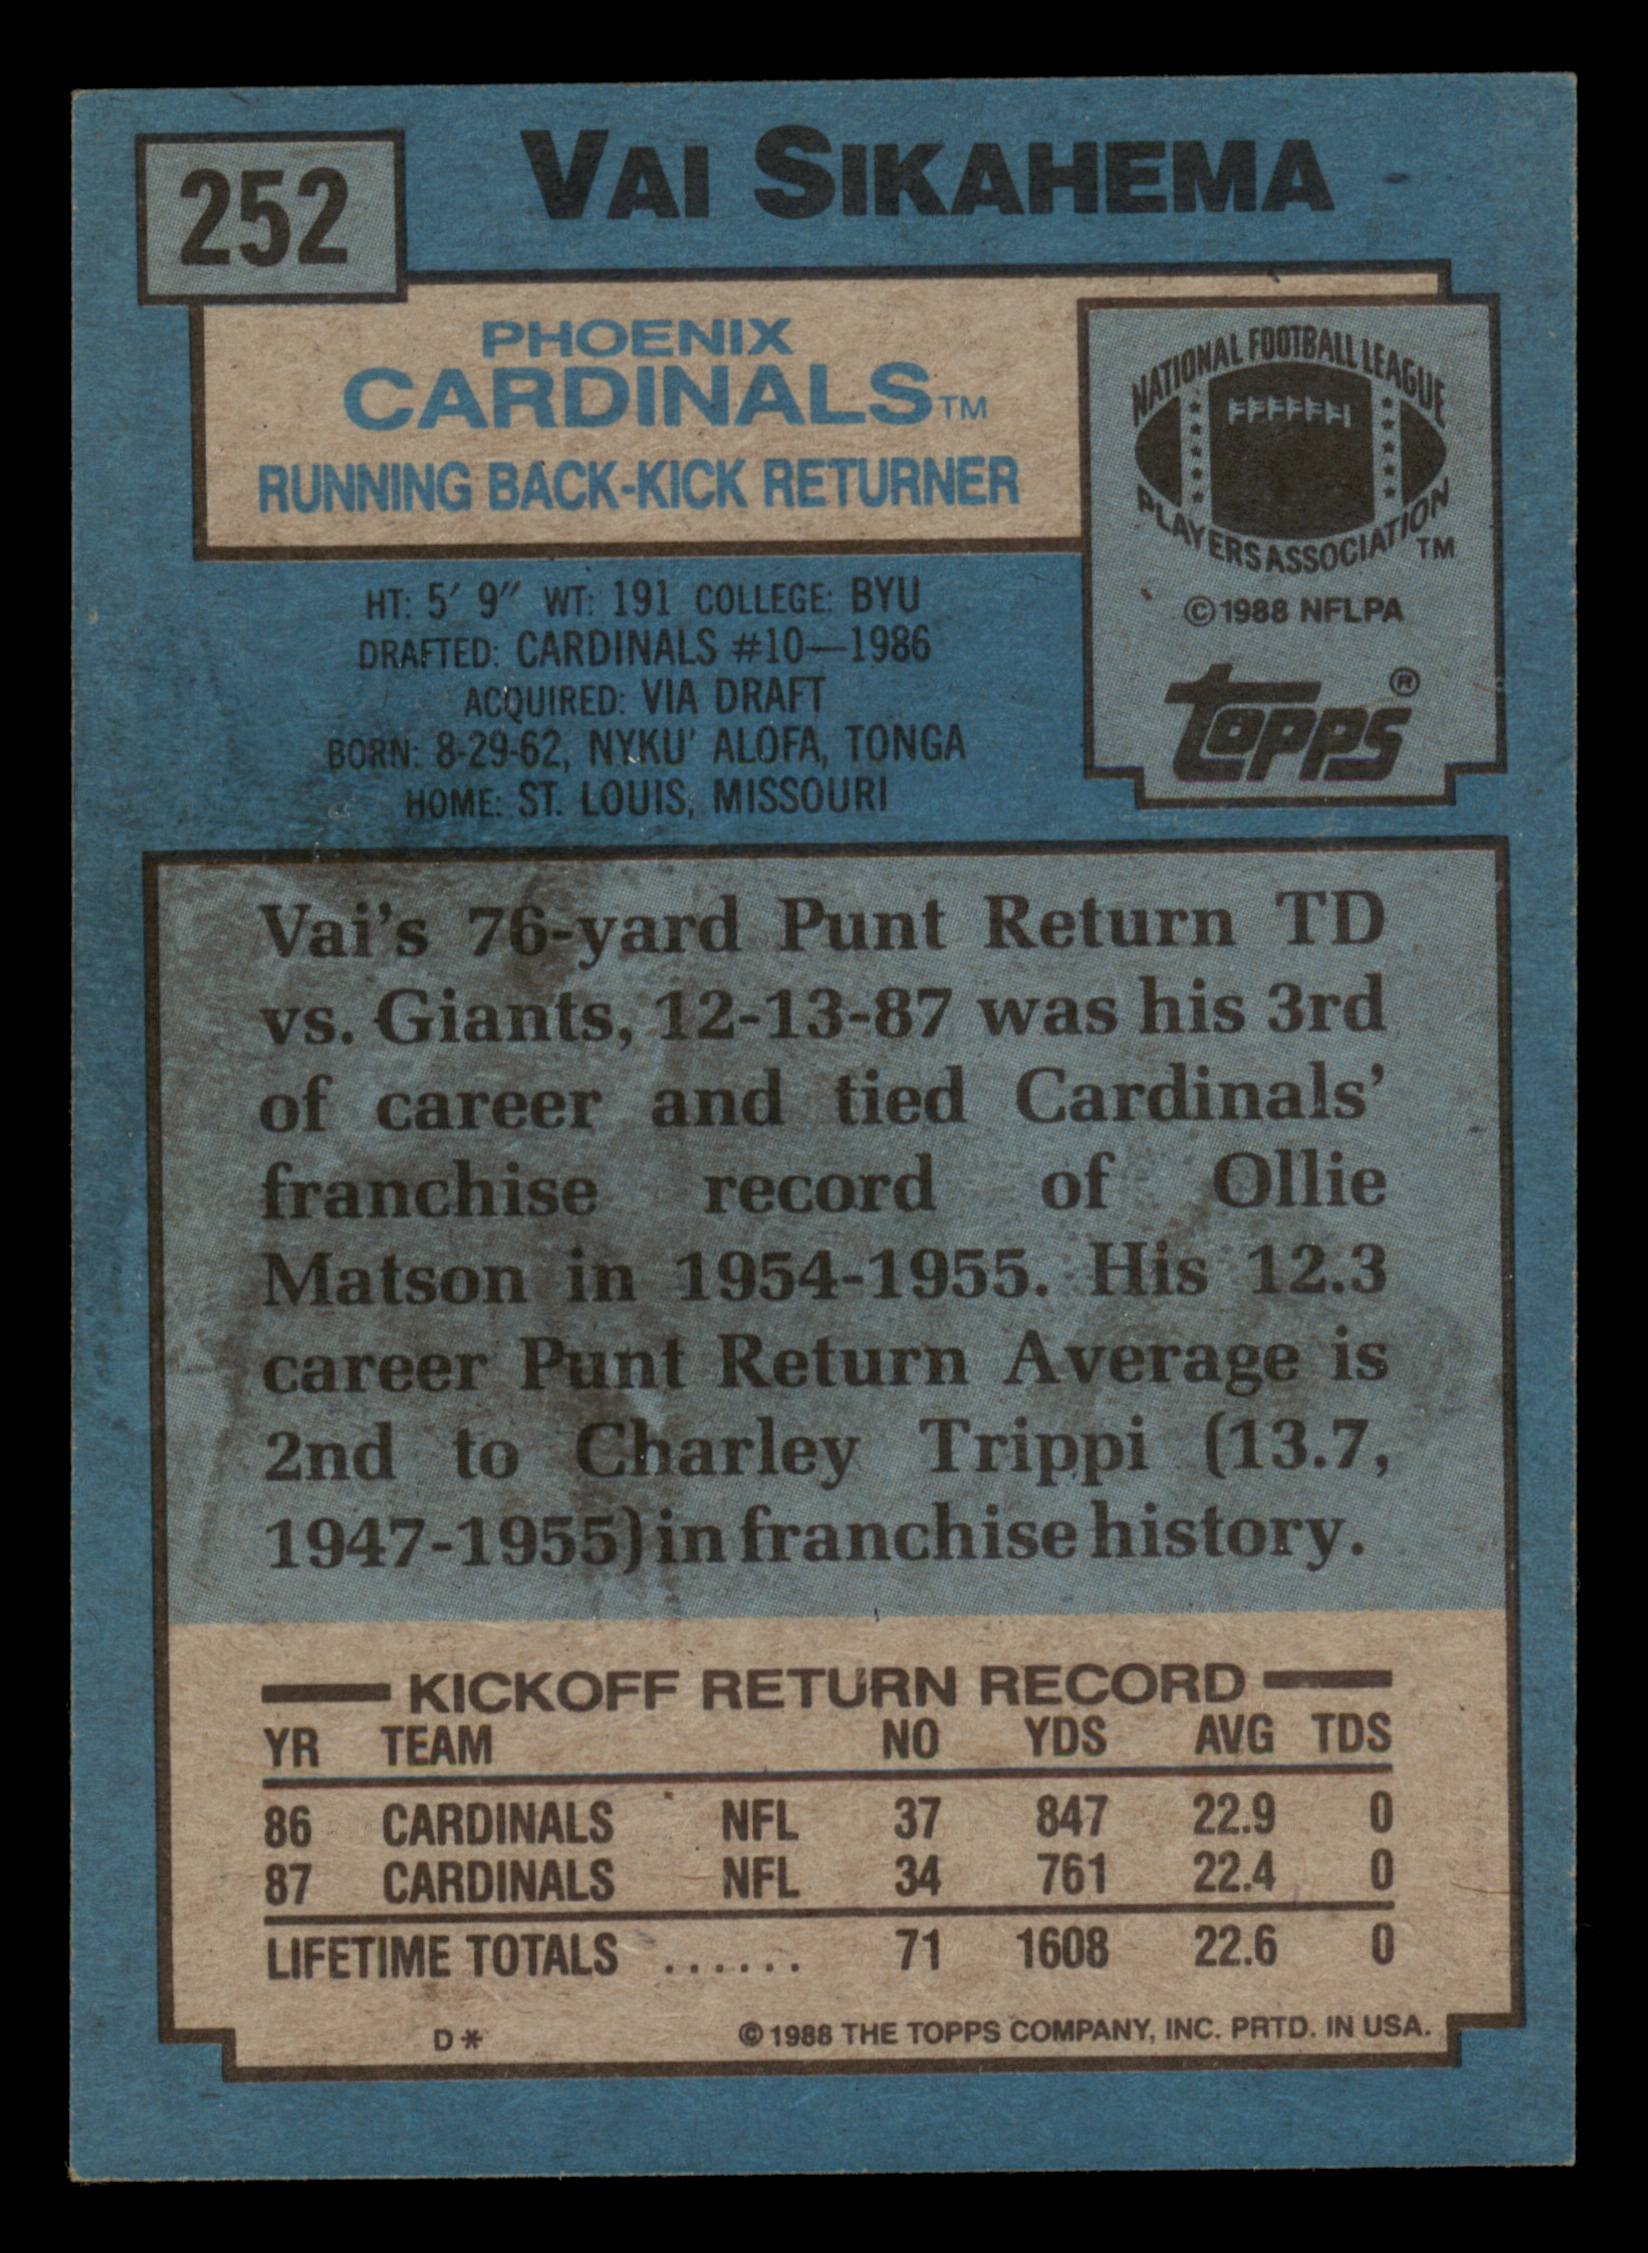 252
VAI SIKAHEMA
PHOENIX
CARDINALS™
RUNNING BACK-KICK RETURNER
NATIONAL FOOTBALL LEAGUE
PLAYERS ASSOCIATION™
©1988 NFLPA
TOPPS®
HT: 5′ 9″ WT: 191 COLLEGE: BYU
DRAFTED: CARDINALS #10—1986
ACQUIRED: VIA DRAFT
BORN: 8-29-62, NYKU' ALOFA, TONGA
HOME: ST. LOUIS, MISSOURI
Vai's 76-yard Punt Return TD
vs. Giants, 12-13-87 was his 3rd
of career and tied Cardinals'
franchise record of Ollie
Matson in 1954-1955. His 12.3
career Punt Return Average is
2nd to Charley Trippi (13.7,
1947-1955) in franchise history.
KICKOFF RETURN RECORD
YR TEAM NO YDS AVG TDS
86 CARDINALS NFL 37 847 22.9 0
87 CARDINALS NFL 34 761 22.4 0
LIFETIME TOTALS ...... 71 1608 22.6 0
D* ©1988 THE TOPPS COMPANY, INC. PRTD. IN USA.